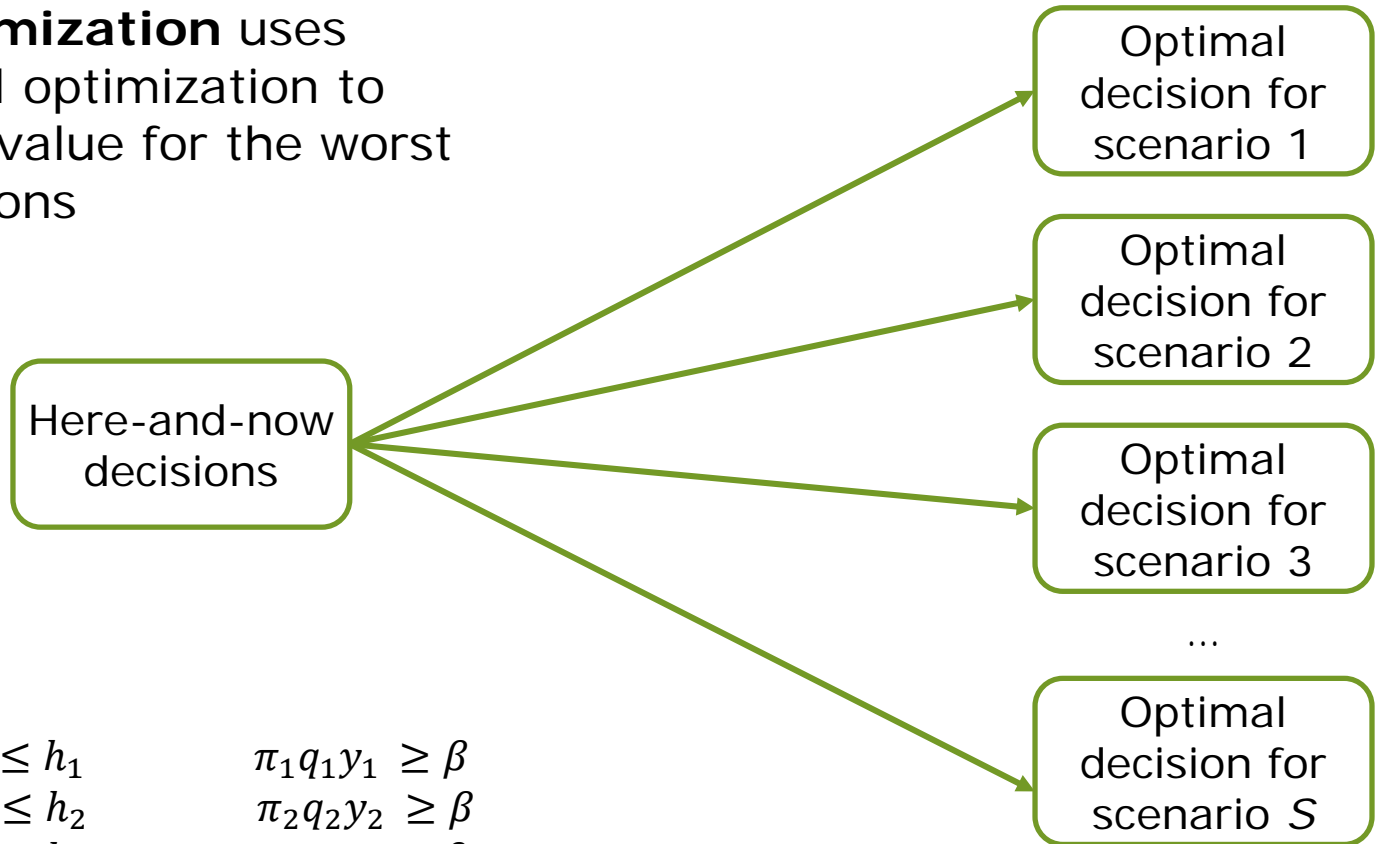 mization uses
optimization to
value for the worst
ons
Optimal
decision for
scenario 1
Optimal
decision for
scenario 2
Here-and-now
decisions
Optimal
decision for
scenario 3
...
Optimal
decision for
scenario S
≤ h₁ π₁q₁y₁ ≥ β
≤ h₂ π₂q₂y₂ ≥ β